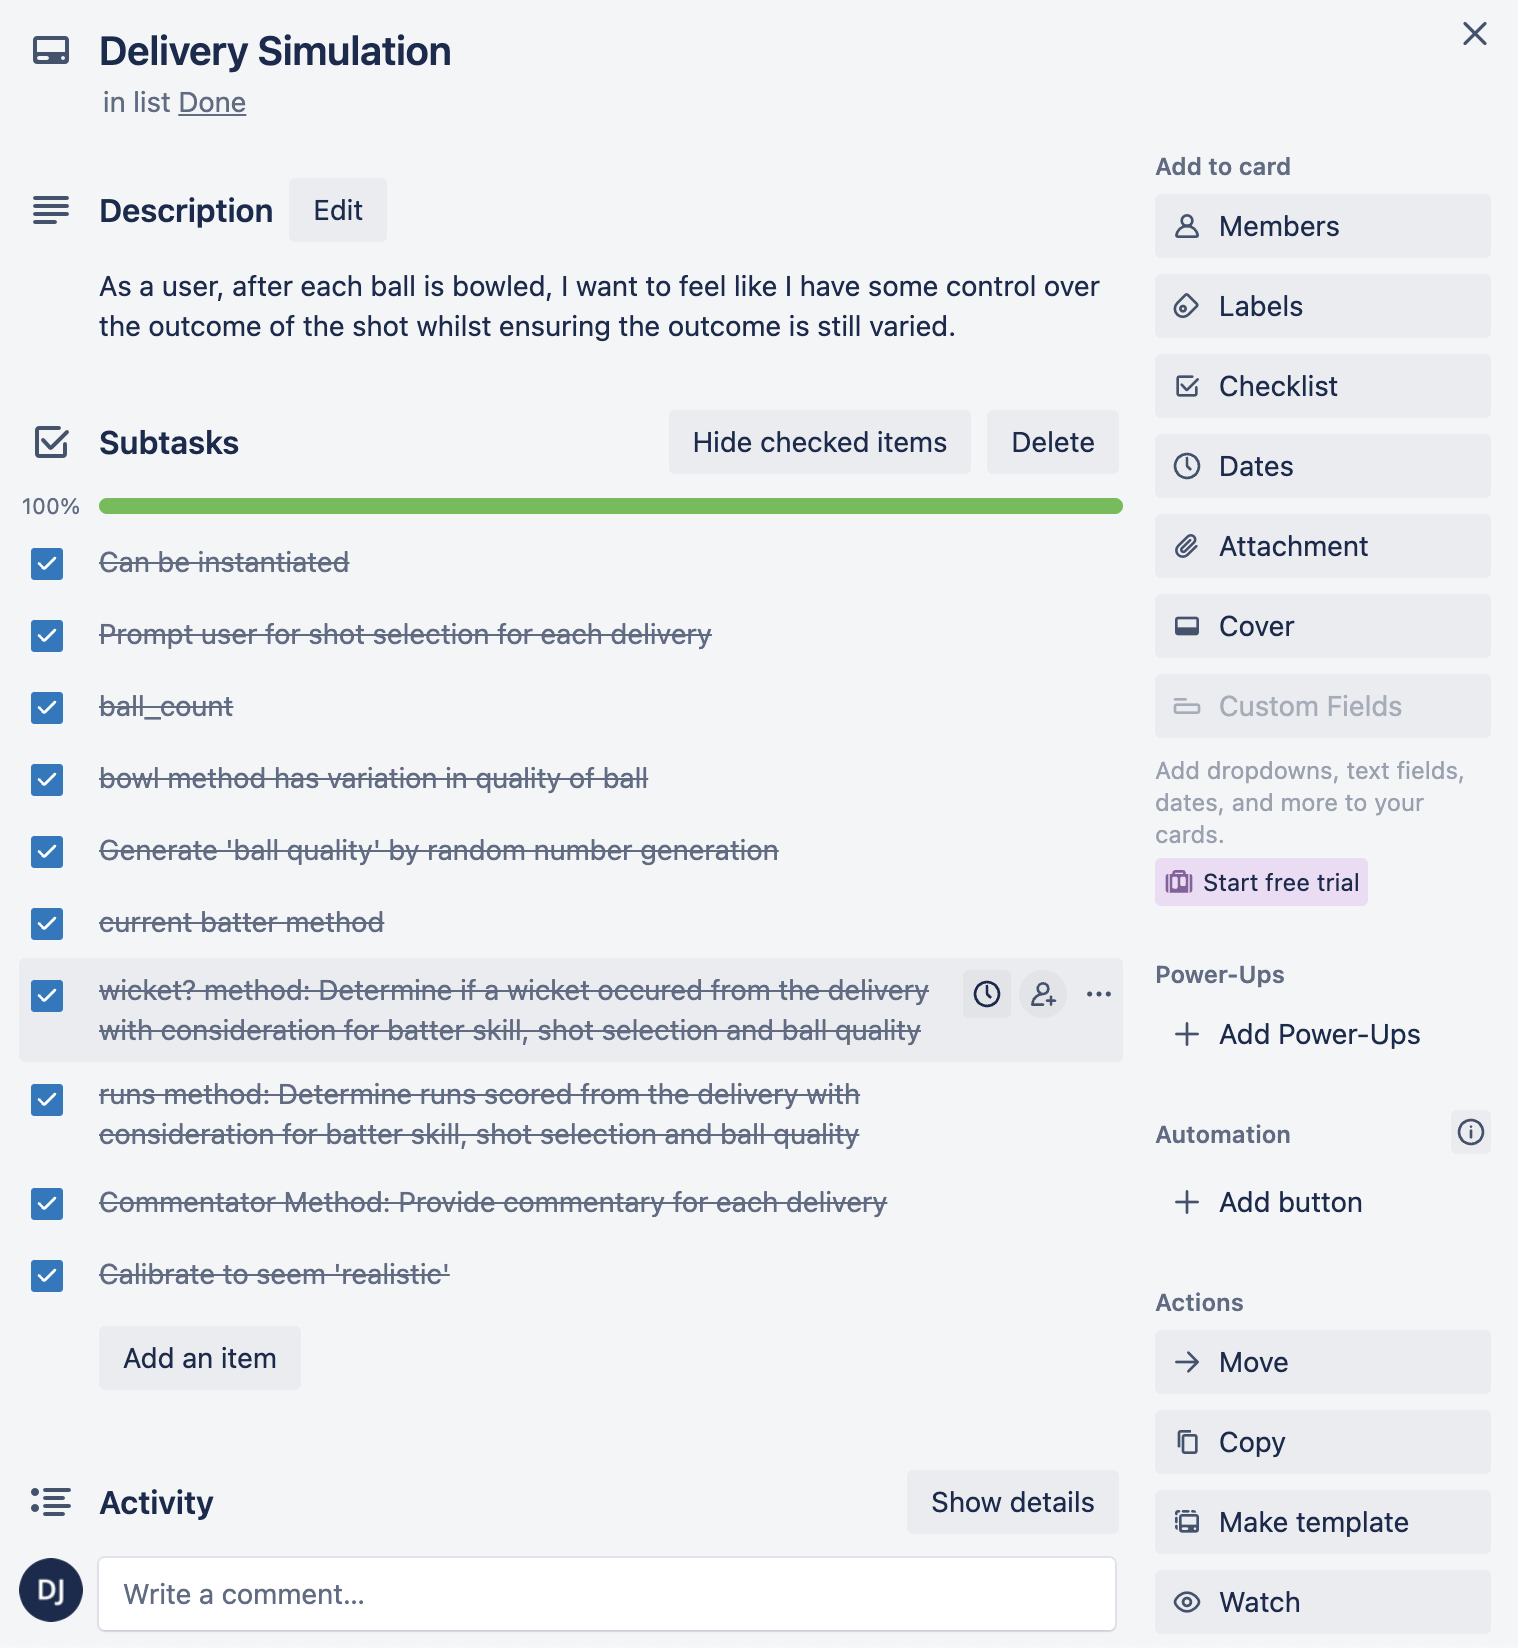 Delivery Simulation
in list Done
Description
Edit
As a user, after each ball is bowled, I want to feel like I have some control over
the outcome of the shot whilst ensuring the outcome is still varied.
Subtasks
Hide checked items
Delete
100%
Can be instantiated
Prompt user for shot selection for each delivery
ball_count
bowl method has variation in quality of ball
Generate 'ball quality' by random number generation
current batter method
wicket? method: Determine if a wicket occured from the delivery
with consideration for batter skill, shot selection and ball quality
runs method: Determine runs scored from the delivery with
consideration for batter skill, shot selection and ball quality
Commentator Method: Provide commentary for each delivery
Calibrate to seem 'realistic'
Add an item
Activity
Show details
DJ
Write a comment...
Add to card
Members
Labels
Checklist
Dates
Attachment
Cover
Custom Fields
Add dropdowns, text fields,
dates, and more to your
cards.
Start free trial
Power-Ups
Add Power-Ups
Automation
Add button
Actions
Move
Copy
Make template
Watch